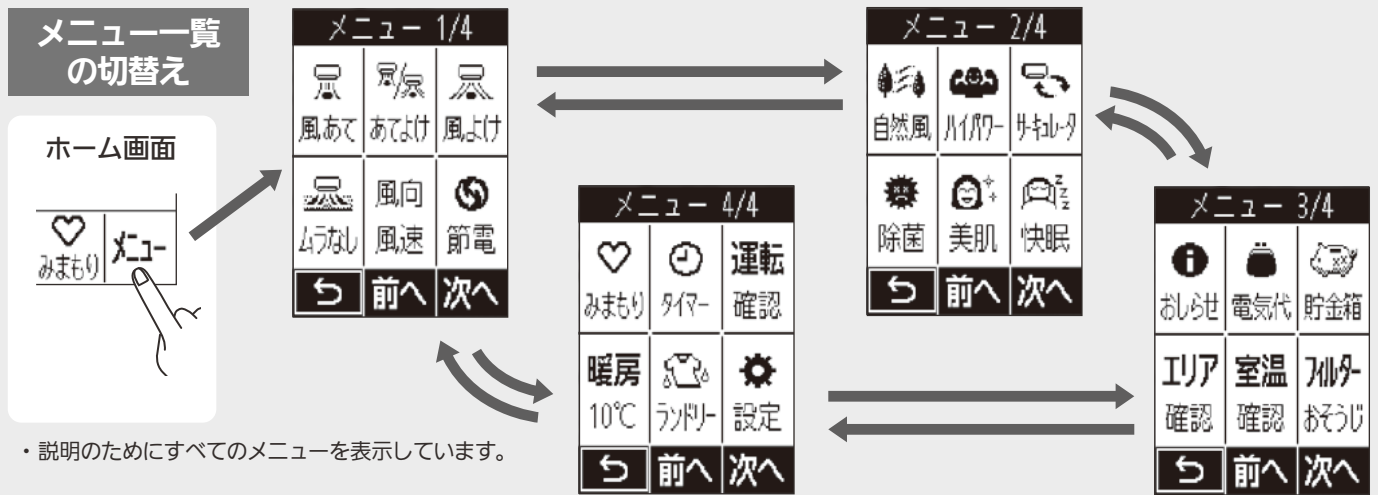 メニュー一覧
の切替え
ホーム画面
みまもり メニュー
メニュー 1/4
風あて あてよけ 風よけ
ムラなし 風向 風速 節電
前へ 次へ
メニュー 2/4
自然風 ハイパワー サーキュレータ
除菌 美肌 快眠
前へ 次へ
メニュー 3/4
おしらせ 電気代 貯金箱
エリア 室温 フィルター
確認 確認 おそうじ
前へ 次へ
メニュー 4/4
みまもり タイマー 運転 確認
暖房 10℃ ランドリー 設定
前へ 次へ
・説明のためにすべてのメニューを表示しています。